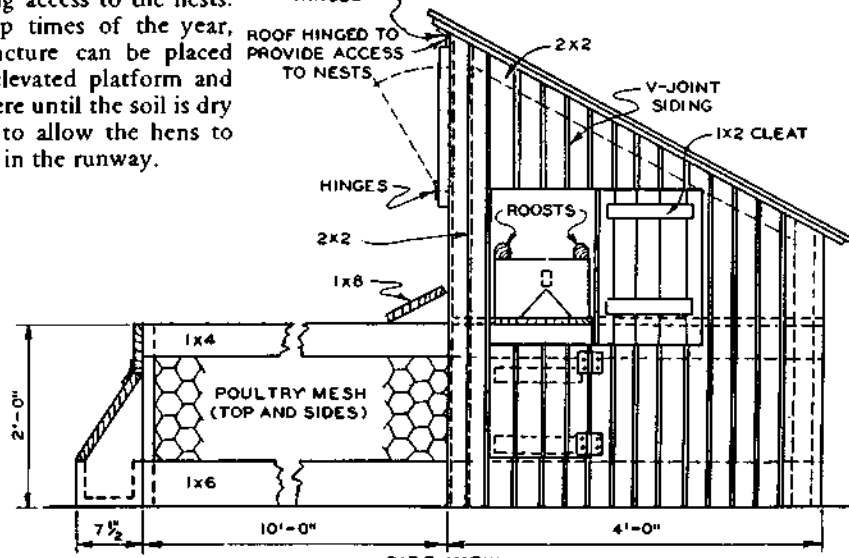 ng access to the nests.
p times of the year,
ucture can be placed
elevated platform and
ere until the soil is dry
to allow the hens to
in the runway.
ROOF HINGED TO
PROVIDE ACCESS
TO NESTS
2x2
V-JOINT
SIDING
1x2 CLEAT
HINGES
ROOSTS
2x2
1x8
1x4
POULTRY MESH
(TOP AND SIDES)
2'-0"
1x6
7½"
10'-0"
4'-0"